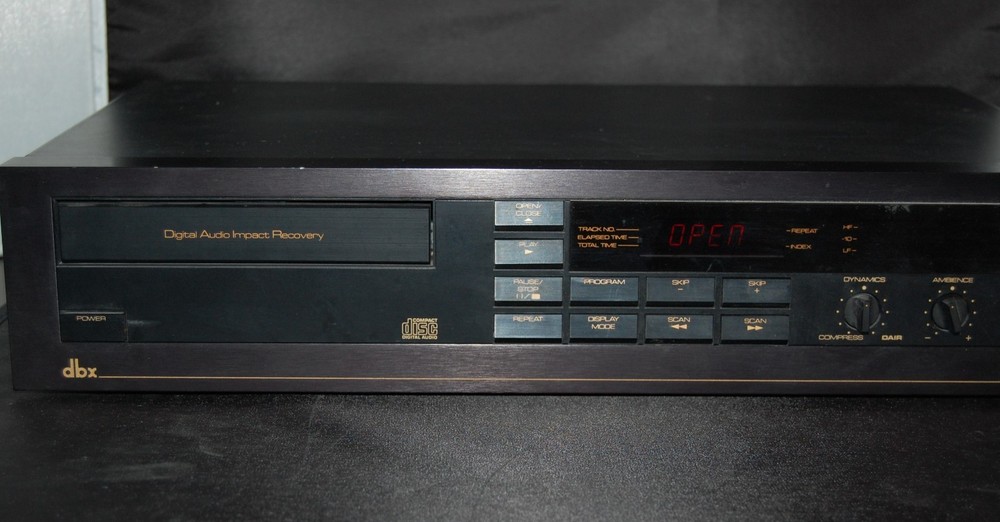 Digital Audio Impact Recovery
POWER
COMPACT
disc
DIGITAL AUDIO
dbx
OPEN/
CLOSE
PLAY
PAUSE/
STOP
REPEAT
TRACK NO.
ELAPSED TIME
TOTAL TIME
OPEN
REPEAT
INDEX
HF
-10
LF
PROGRAM
SKIP
-
SKIP
+
DISPLAY
MODE
SCAN
SCAN
DYNAMICS
COMPRESS
DAIR
AMBIENCE
- +